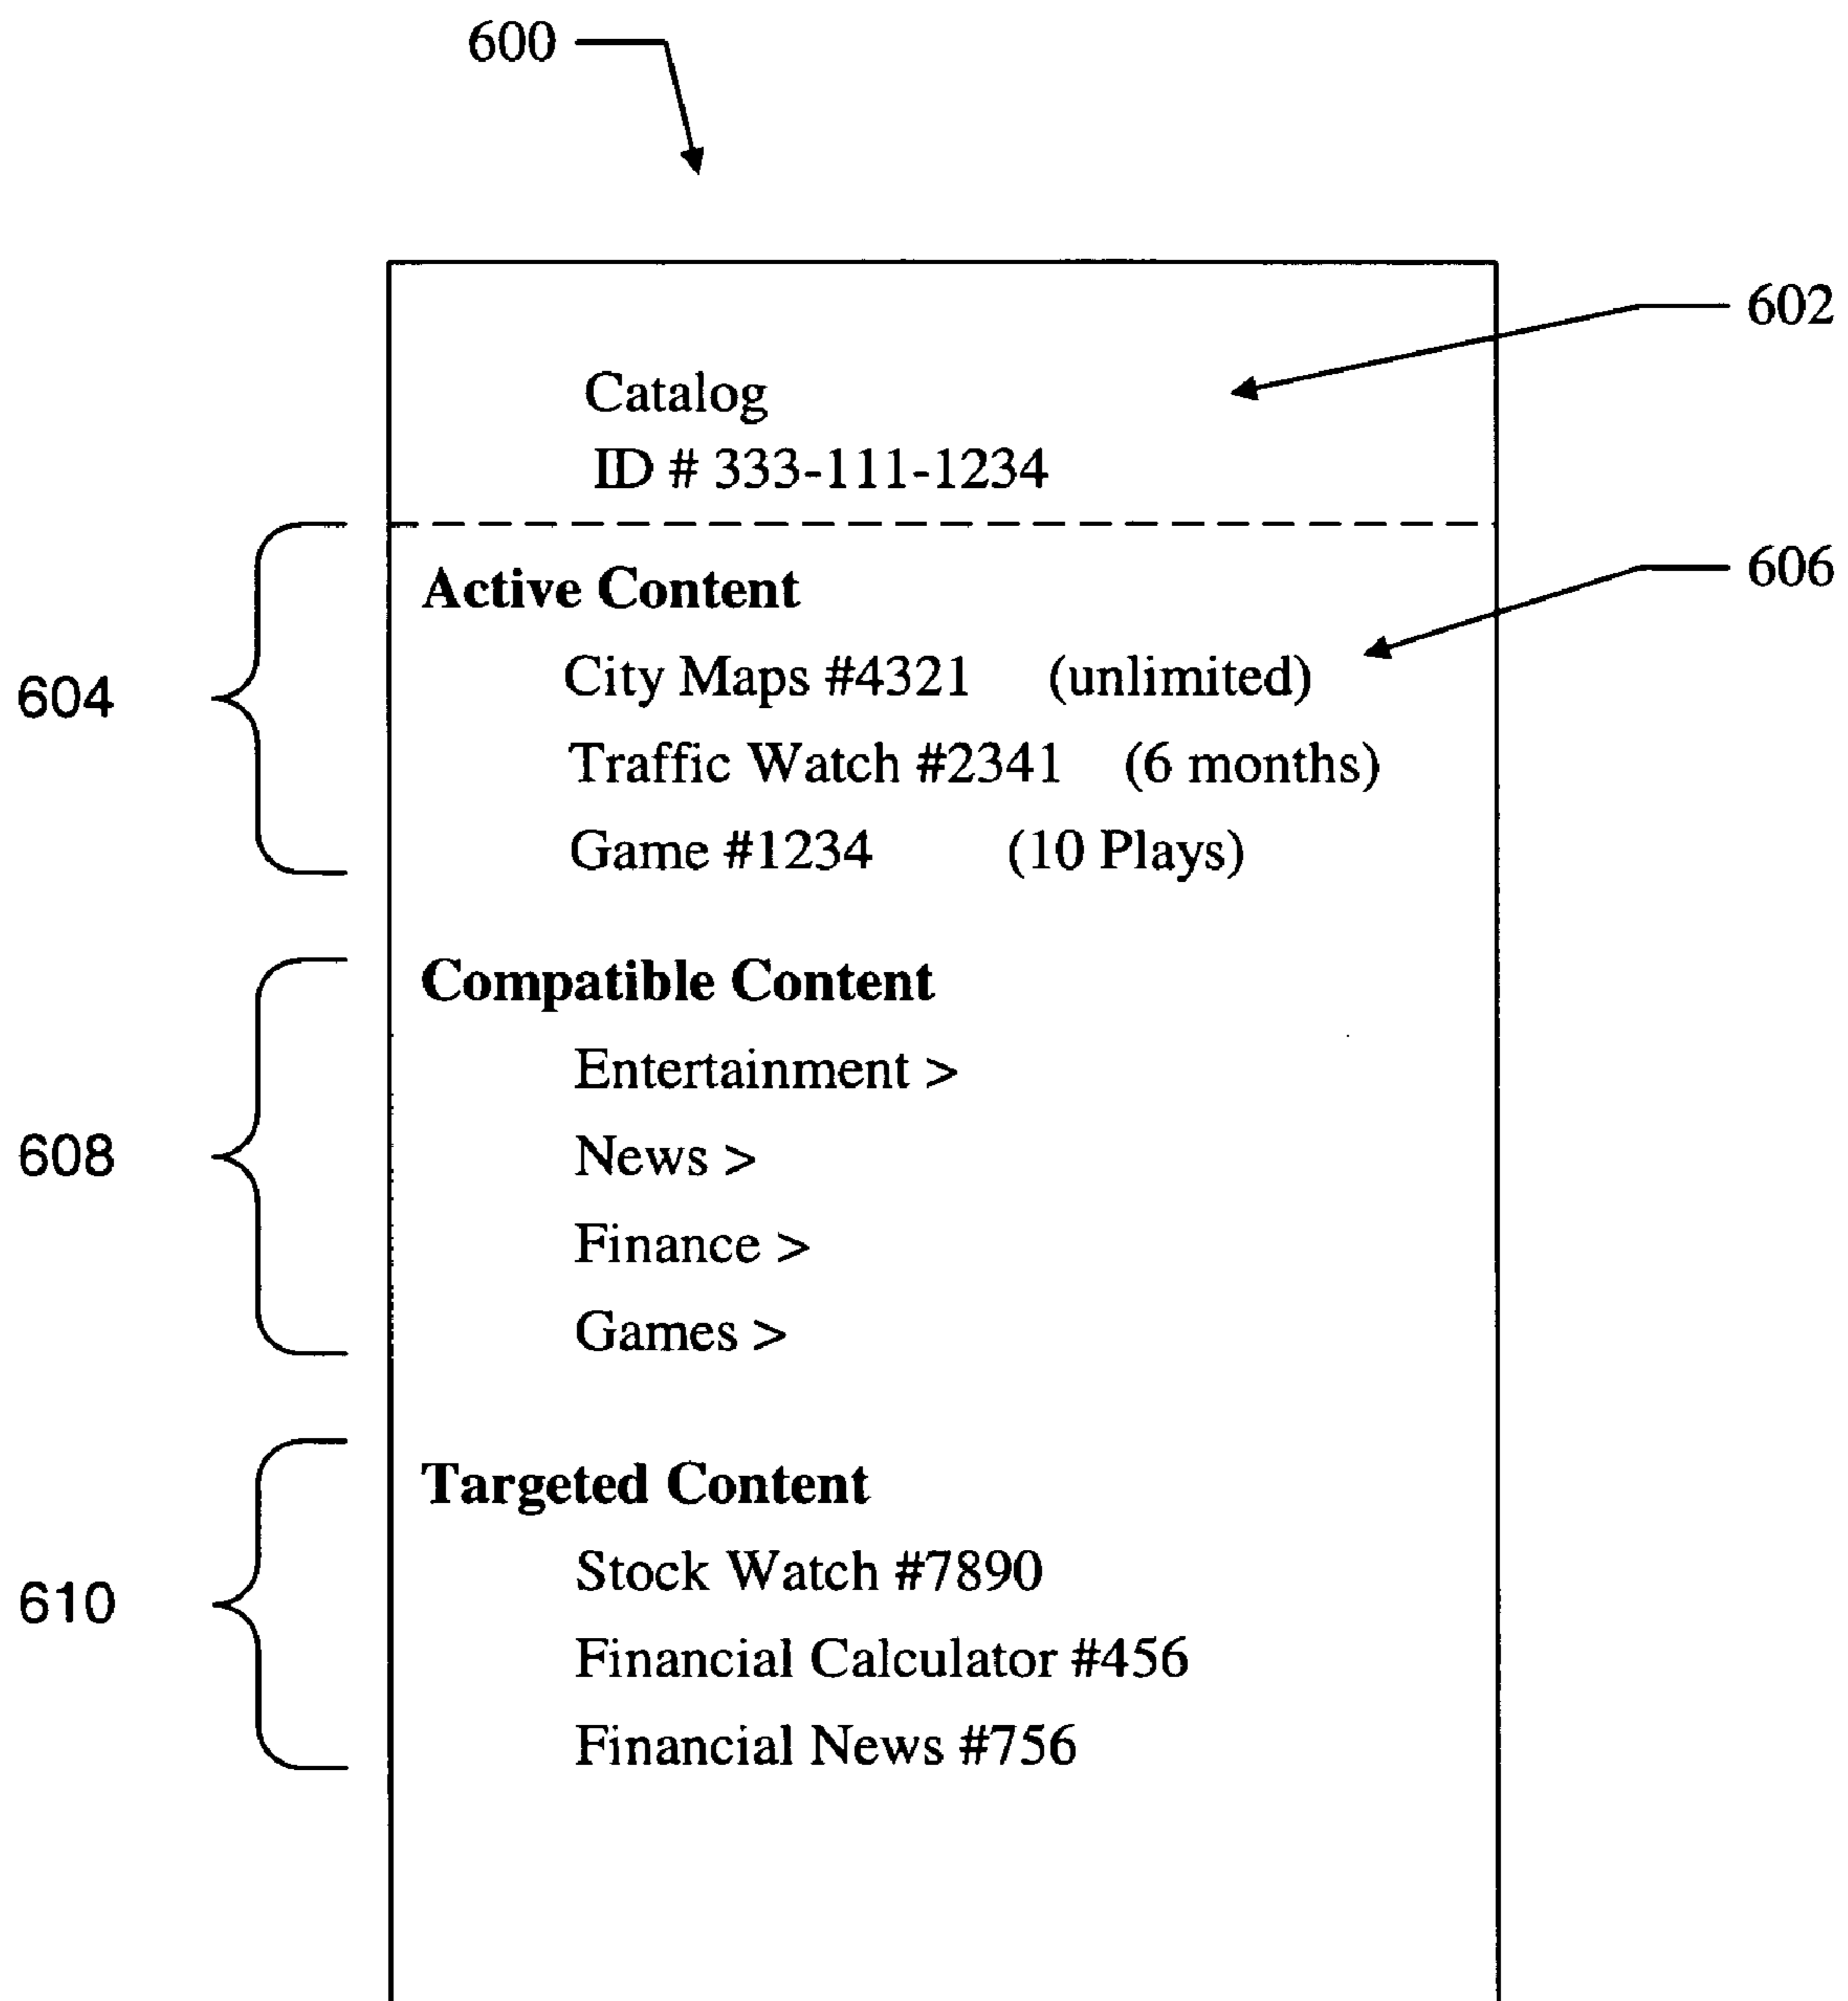 600
602
Catalog
ID # 333-111-1234
606
604
Active Content
City Maps #4321 (unlimited)
Traffic Watch #2341 (6 months)
Game #1234 (10 Plays)
608
Compatible Content
Entertainment >
News >
Finance >
Games >
610
Targeted Content
Stock Watch #7890
Financial Calculator #456
Financial News #756